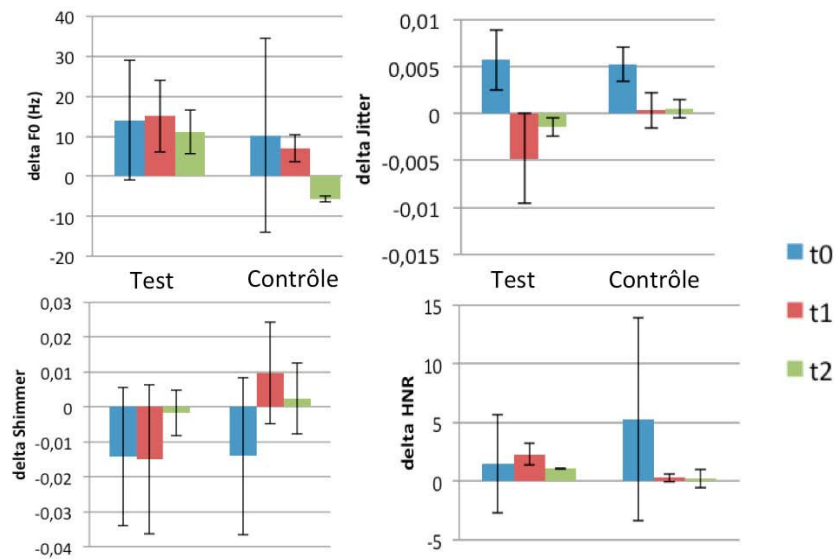 delta F0 (Hz)
40
30
20
10
0
-10
-20
delta Jitter
0,01
0,005
0
-0,005
-0,01
-0,015
Test
Contrôle
Test
Contrôle
delta Shimmer
0,03
0,02
0,01
0
-0,01
-0,02
-0,03
-0,04
delta HNR
15
10
5
0
-5
t0
t1
t2